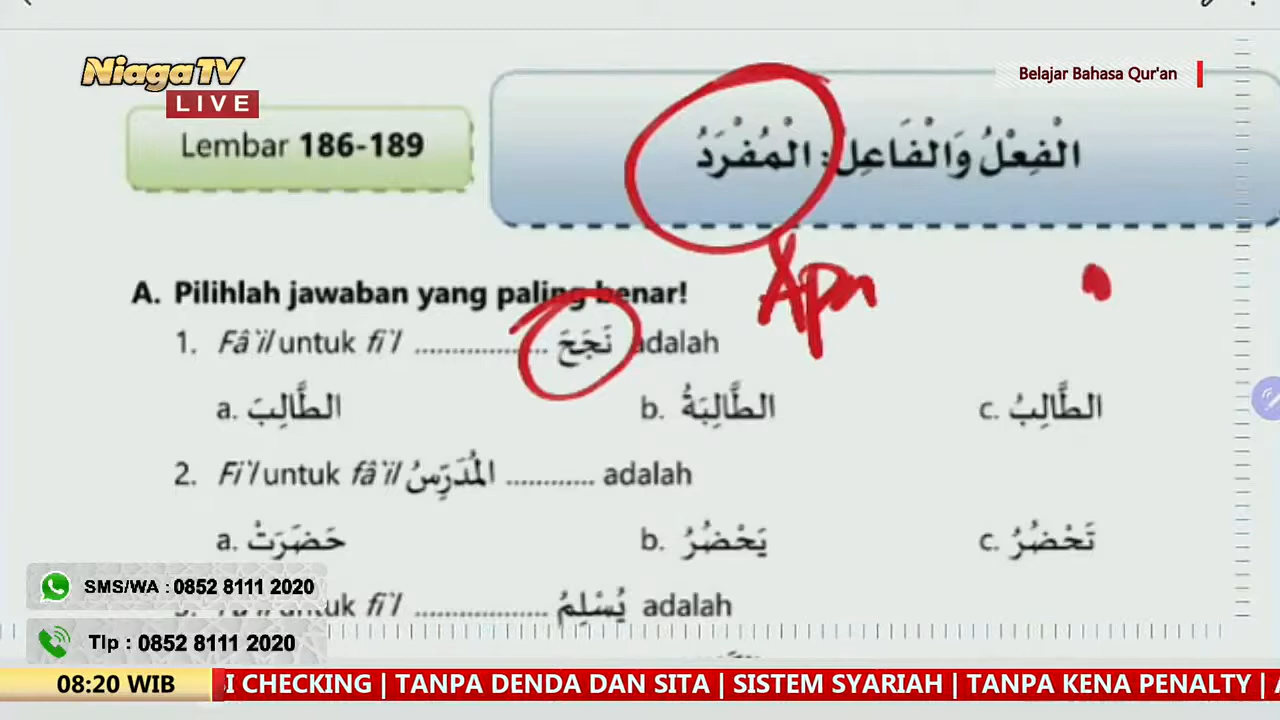 NiagaTV
LIVE
Belajar Bahasa Qur'an
Lembar 186-189
الْفِعْلُ وَالْفَاعِل : الْمُفْرَدُ
A. Pilihlah jawaban yang paling benar!
1. Fâ`il untuk fi`l .................. نَجَحَ adalah
a. الطَّالِبَ b. الطَّالِبَةُ c. الطَّالِبُ
2. Fi`l untuk fâ`il المُدَرِّسُ ............ adalah
a. حَضَرَتْ b. يَحْضُرُ c. تَحْضُرُ
untuk fi`l .................. يُسْلِمُ adalah
SMS/WA : 0852 8111 2020
Tlp : 0852 8111 2020
08:20 WIB
I CHECKING | TANPA DENDA DAN SITA | SISTEM SYARIAH | TANPA KENA PENALTY |